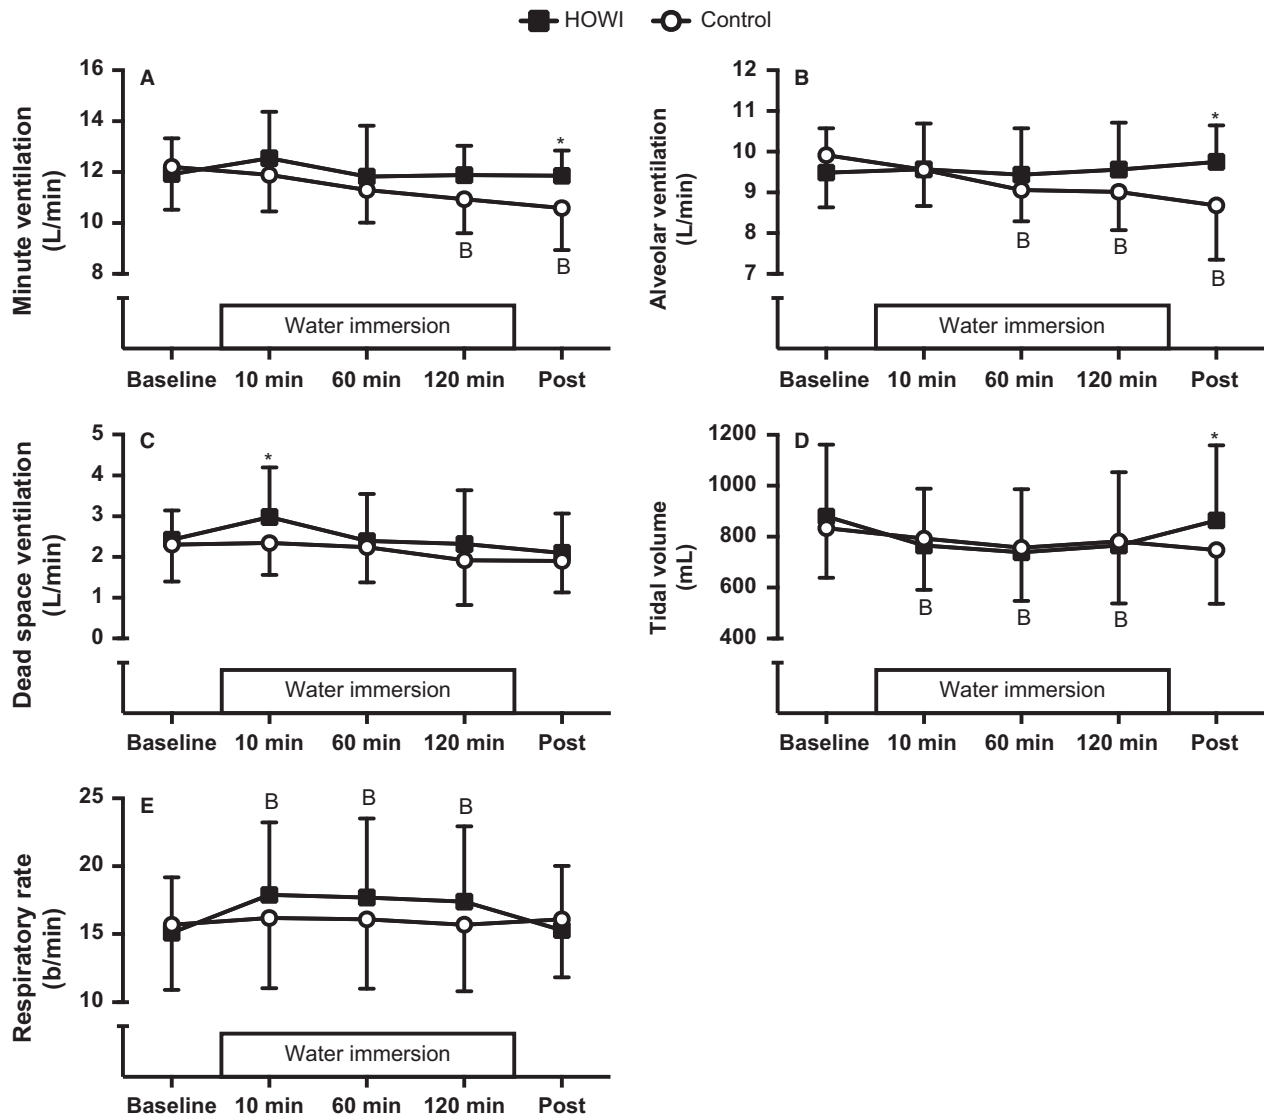 HOWI Control
A
Minute ventilation
(L/min)
16
14
12
10
8
*
B
B
Water immersion
Baseline 10 min 60 min 120 min Post
B
Alveolar ventilation
(L/min)
12
11
10
9
8
7
*
B
B
B
Water immersion
Baseline 10 min 60 min 120 min Post
C
Dead space ventilation
(L/min)
5
4
3
2
1
0
*
Water immersion
Baseline 10 min 60 min 120 min Post
D
Tidal volume
(mL)
1200
1000
800
600
400
*
B
B
B
Water immersion
Baseline 10 min 60 min 120 min Post
E
Respiratory rate
(b/min)
25
20
15
10
B
B
B
Water immersion
Baseline 10 min 60 min 120 min Post